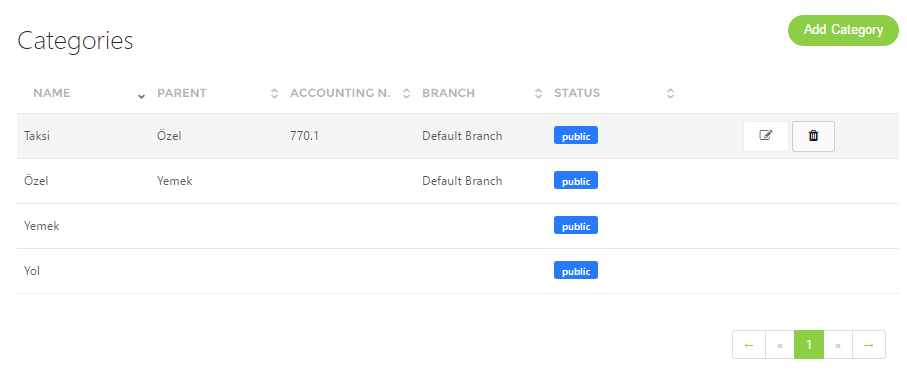 Categories
Add Category
NAME PARENT ACCOUNTING N. BRANCH STATUS
Taksi Özel 770.1 Default Branch public
Özel Yemek Default Branch public
Yemek public
Yol public
← « 1 » →